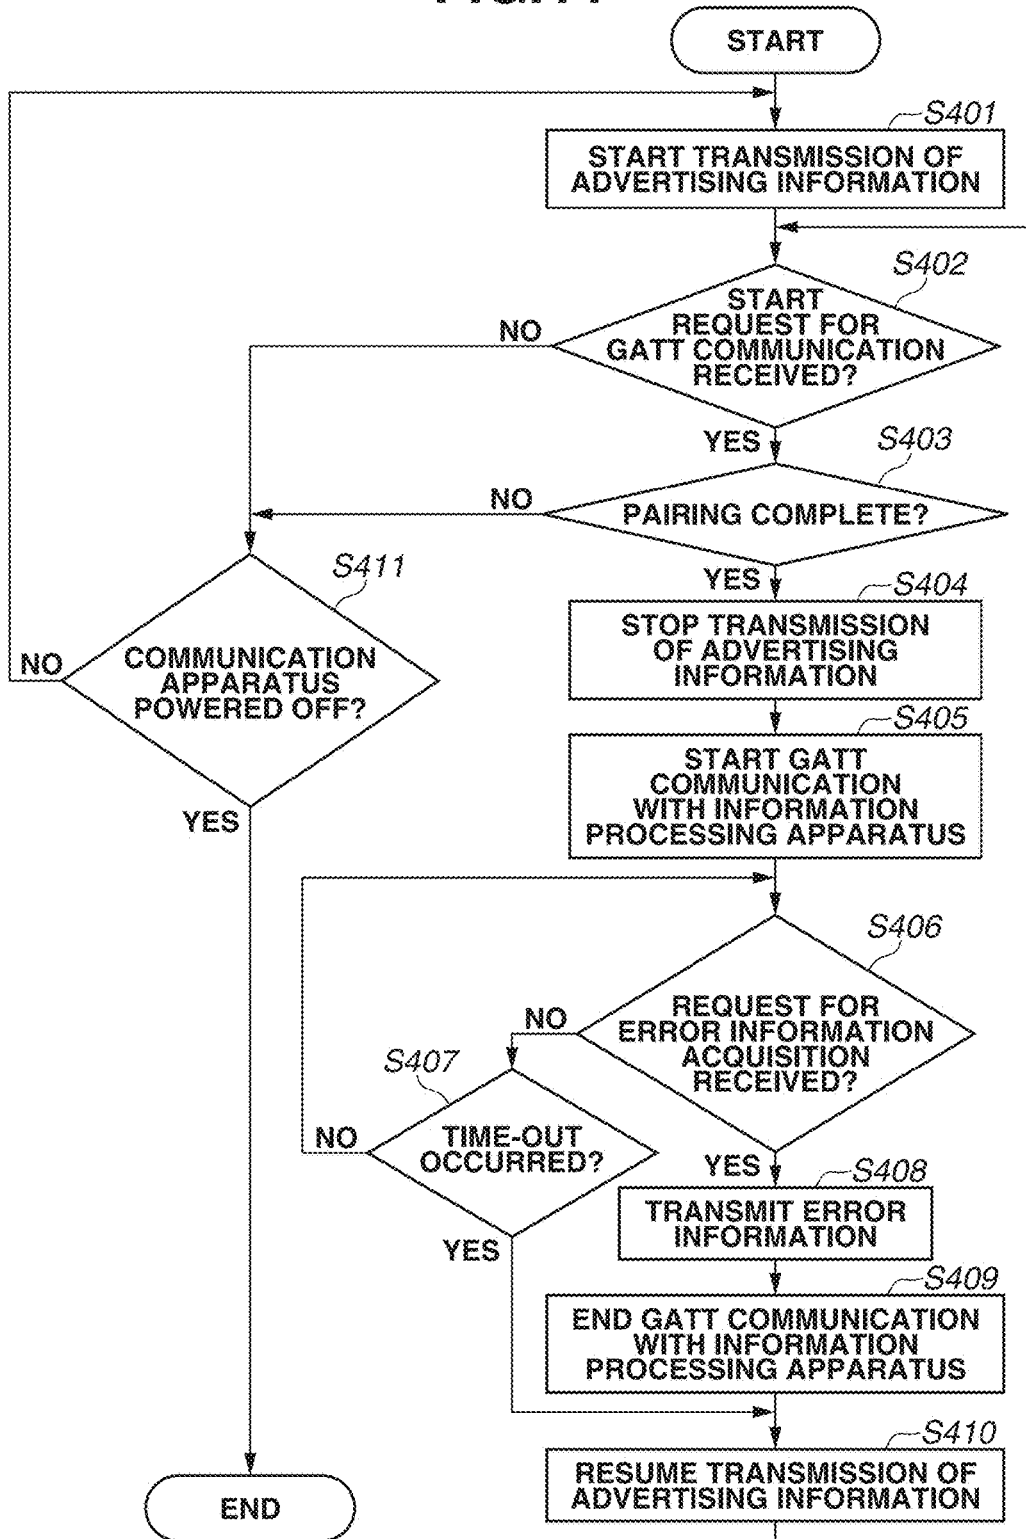 START
S401
START TRANSMISSION OF
ADVERTISING INFORMATION
S402
START
REQUEST FOR
GATT COMMUNICATION
RECEIVED?
NO
YES
S403
PAIRING COMPLETE?
NO
YES
S404
STOP TRANSMISSION
OF ADVERTISING
INFORMATION
S411
COMMUNICATION
APPARATUS
POWERED OFF?
NO
YES
S405
START GATT
COMMUNICATION
WITH INFORMATION
PROCESSING APPARATUS
S406
REQUEST FOR
ERROR INFORMATION
ACQUISITION
RECEIVED?
NO
YES
S407
TIME-OUT
OCCURRED?
NO
YES
S408
TRANSMIT ERROR
INFORMATION
S409
END GATT COMMUNICATION
WITH INFORMATION
PROCESSING APPARATUS
S410
RESUME TRANSMISSION OF
ADVERTISING INFORMATION
END